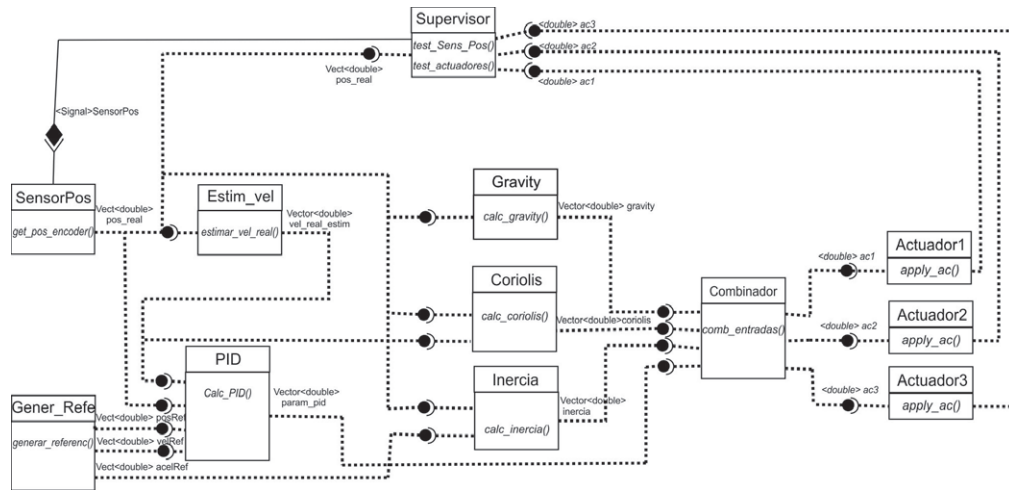 Supervisor
test_Sens_Pos()
test_actuadores()
<double> ac3
<double> ac2
<double> ac1
Vect<double>
pos_real
<Signal>SensorPos
SensorPos
get_pos_encoder()
Vect<double>
pos_real
Estim_vel
estimar_vel_real()
Vector<double>
vel_real_estim
Gravity
calc_gravity()
Vector<double> gravity
Coriolis
calc_coriolis()
Vector<double>coriolis
Combinador
comb_entradas()
<double> ac1
Actuador1
apply_ac()
<double> ac2
Actuador2
apply_ac()
<double> ac3
Actuador3
apply_ac()
PID
Calc_PID()
Vector<double>
param_pid
Inercia
calc_inercia()
Vector<double>
inercia
Gener_Refe
generar_referenc()
Vect<double> posRef
Vect<double> velRef
Vect<double> acelRef